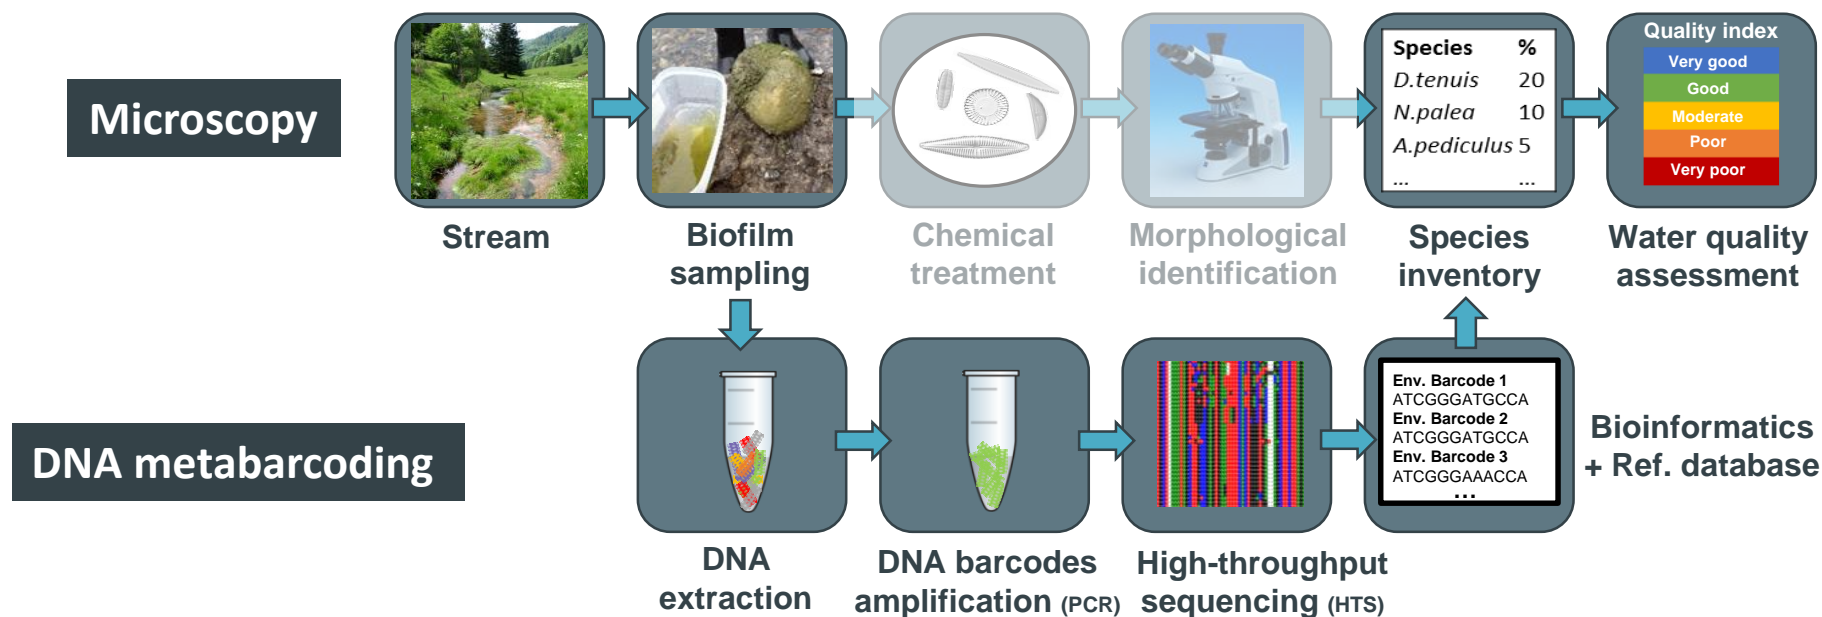 Microscopy
Species %
D.tenuis 20
N.palea 10
A.pediculus 5
... ...
Quality index
Very good
Good
Moderate
Poor
Very poor
Stream
Biofilm
sampling
Chemical
treatment
Morphological
identification
Species
inventory
Water quality
assessment
DNA metabarcoding
Env. Barcode 1
ATCGGGATGCCA
Env. Barcode 2
ATCGGGATGCCA
Env. Barcode 3
ATCGGGAAACCA
...
Bioinformatics
+ Ref. database
DNA
extraction
DNA barcodes
amplification (PCR)
High-throughput
sequencing (HTS)